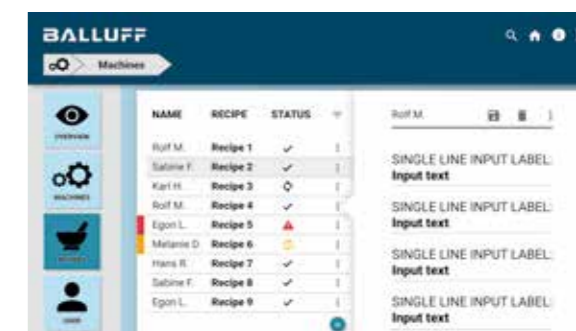 BALLUFF
Machines
OVERVIEW
MACHINES
RECIPES
USER
NAME RECIPE STATUS
Rolf M. Recipe 1
Sabine F. Recipe 2
Karl H. Recipe 3
Rolf M. Recipe 4
Egon L. Recipe 5
Melanie D. Recipe 6
Hans R. Recipe 7
Sabine F. Recipe 8
Egon L. Recipe 9
Rolf M.
SINGLE LINE INPUT LABEL:
Input text
SINGLE LINE INPUT LABEL:
Input text
SINGLE LINE INPUT LABEL:
Input text
SINGLE LINE INPUT LABEL:
Input text